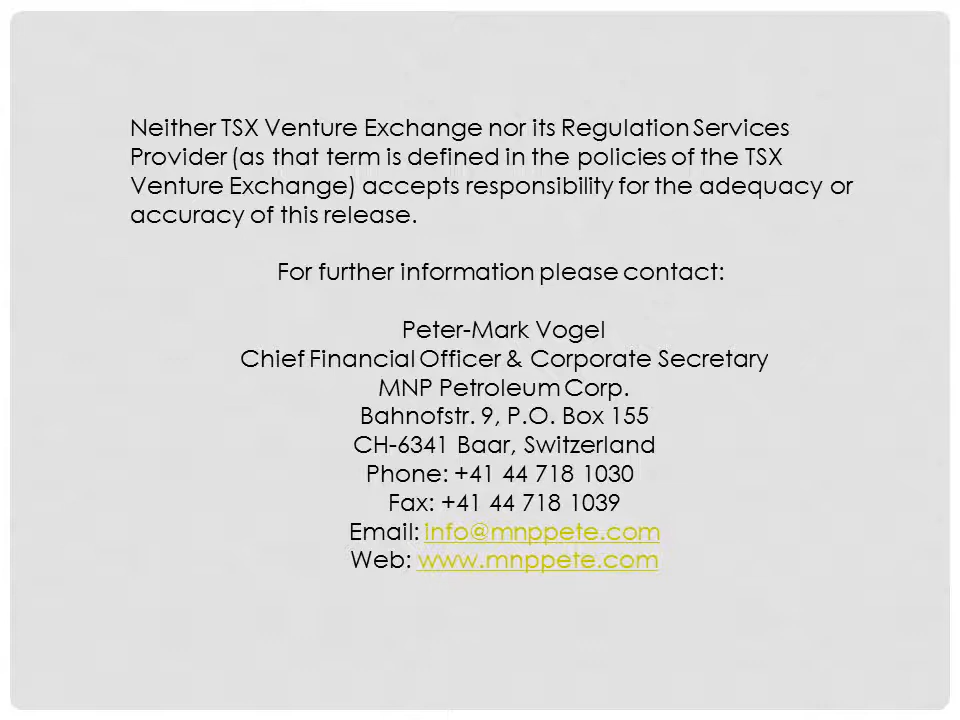 Neither TSX Venture Exchange nor its Regulation Services
Provider (as that term is defined in the policies of the TSX
Venture Exchange) accepts responsibility for the adequacy or
accuracy of this release.
For further information please contact:
Peter-Mark Vogel
Chief Financial Officer & Corporate Secretary
MNP Petroleum Corp.
Bahnofstr. 9, P.O. Box 155
CH-6341 Baar, Switzerland
Phone: +41 44 718 1030
Fax: +41 44 718 1039
Email: info@mnppete.com
Web: www.mnppete.com